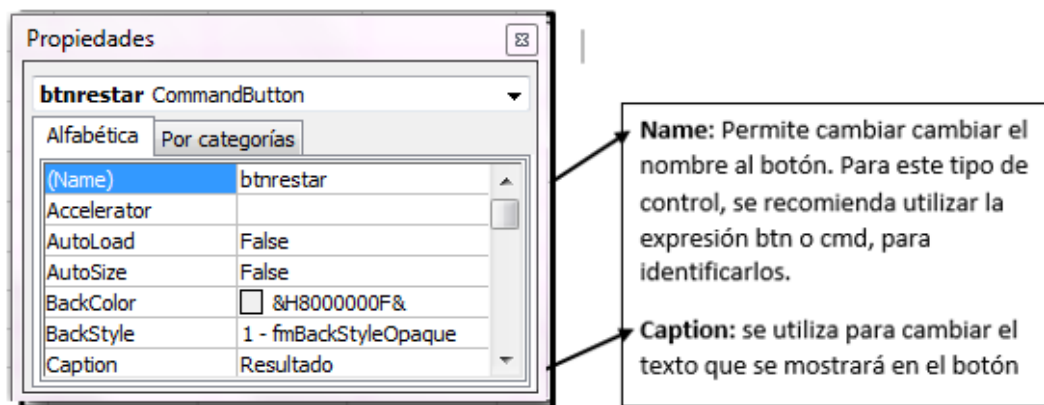 Propiedades
btnrestar CommandButton
Alfabética Por categorías
(Name) btnrestar
Accelerator
AutoLoad False
AutoSize False
BackColor &H8000000F&
BackStyle 1 - fmBackStyleOpaque
Caption Resultado
Name: Permite cambiar cambiar el
nombre al botón. Para este tipo de
control, se recomienda utilizar la
expresión btn o cmd, para
identificarlos.
Caption: se utiliza para cambiar el
texto que se mostrará en el botón